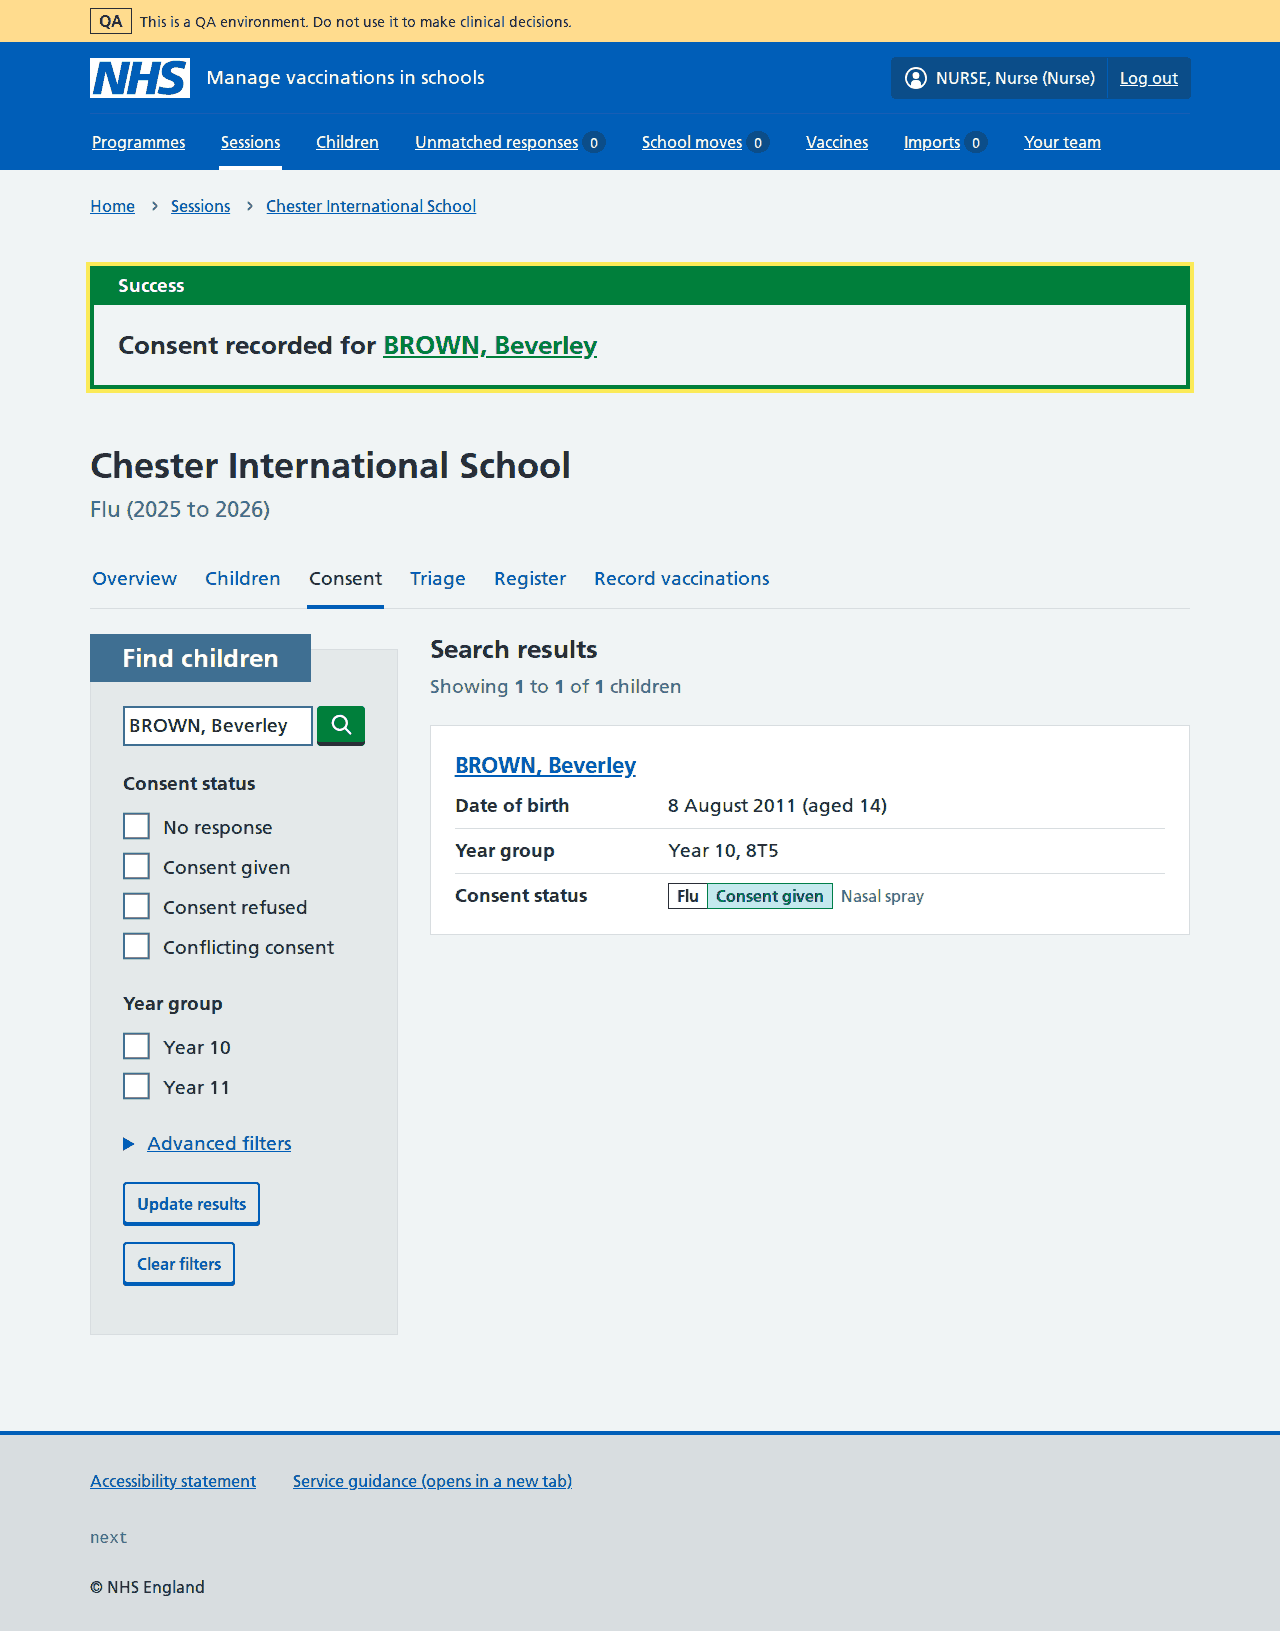 QA This is a QA environment. Do not use it to make clinical decisions.
NHS Manage vaccinations in schools NURSE, Nurse (Nurse) Log out
Programmes Sessions Children Unmatched responses 0 School moves 0 Vaccines Imports 0 Your team
Home Sessions Chester International School
Success
Consent recorded for BROWN, Beverley
Chester International School
Flu (2025 to 2026)
Overview Children Consent Triage Register Record vaccinations
Find children
BROWN, Beverley
Consent status
No response
Consent given
Consent refused
Conflicting consent
Year group
Year 10
Year 11
Advanced filters
Update results
Clear filters
Search results
Showing 1 to 1 of 1 children
BROWN, Beverley
Date of birth 8 August 2011 (aged 14)
Year group Year 10, 8T5
Consent status Flu Consent given Nasal spray
Accessibility statement Service guidance (opens in a new tab)
next
© NHS England